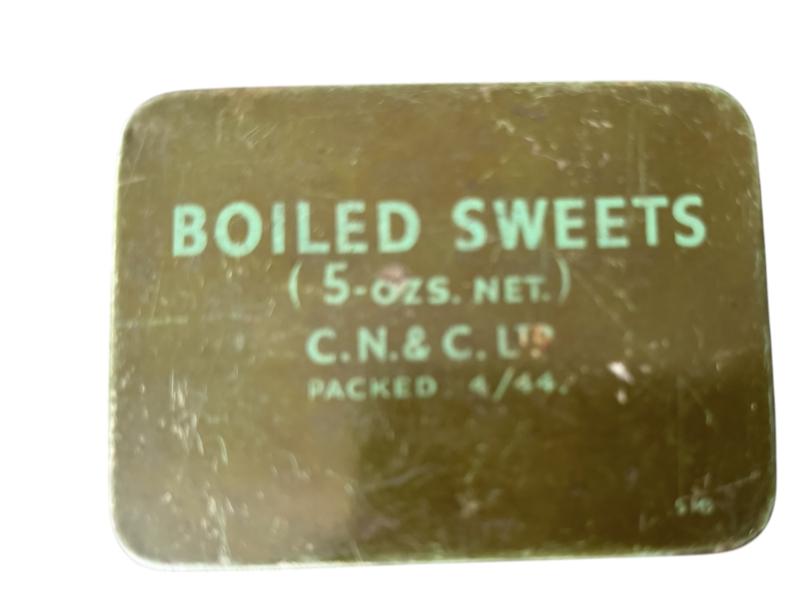 BOILED SWEETS
(5-OZS. NET.)
C.N.& C. LTD
PACKED 4/44.